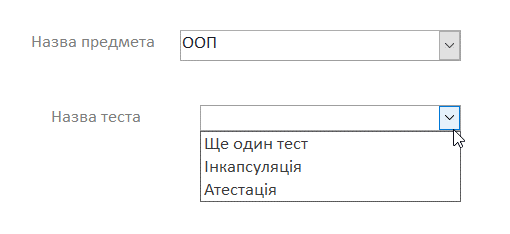 Назва предмета ООП
Назва теста
Ще один тест
Інкапсуляція
Атестація